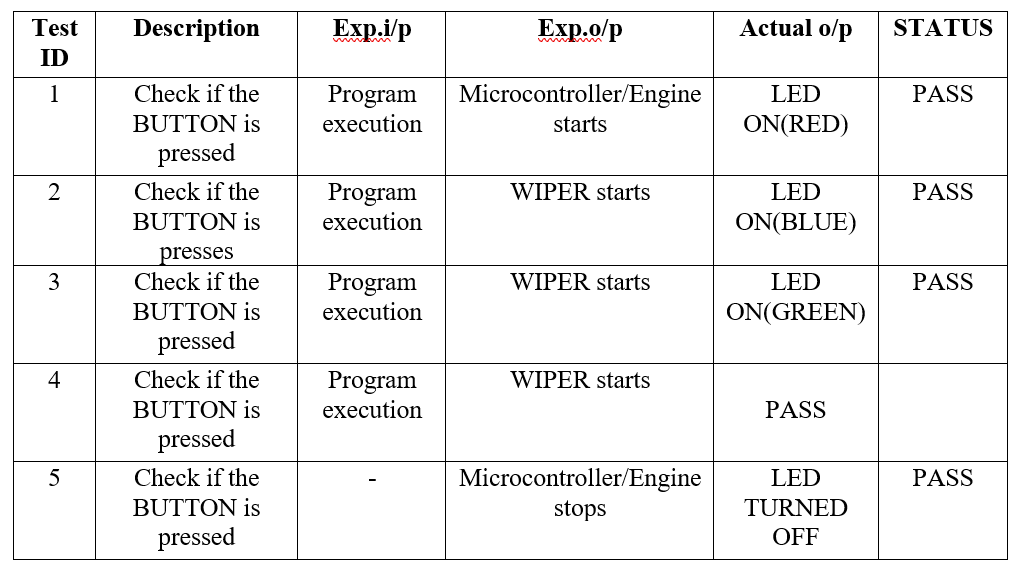 Test ID Description Exp.i/p Exp.o/p Actual o/p STATUS
1 Check if the BUTTON is pressed Program execution Microcontroller/Engine starts LED ON(RED) PASS
2 Check if the BUTTON is presses Program execution WIPER starts LED ON(BLUE) PASS
3 Check if the BUTTON is pressed Program execution WIPER starts LED ON(GREEN) PASS
4 Check if the BUTTON is pressed Program execution WIPER starts PASS
5 Check if the BUTTON is pressed - Microcontroller/Engine stops LED TURNED OFF PASS